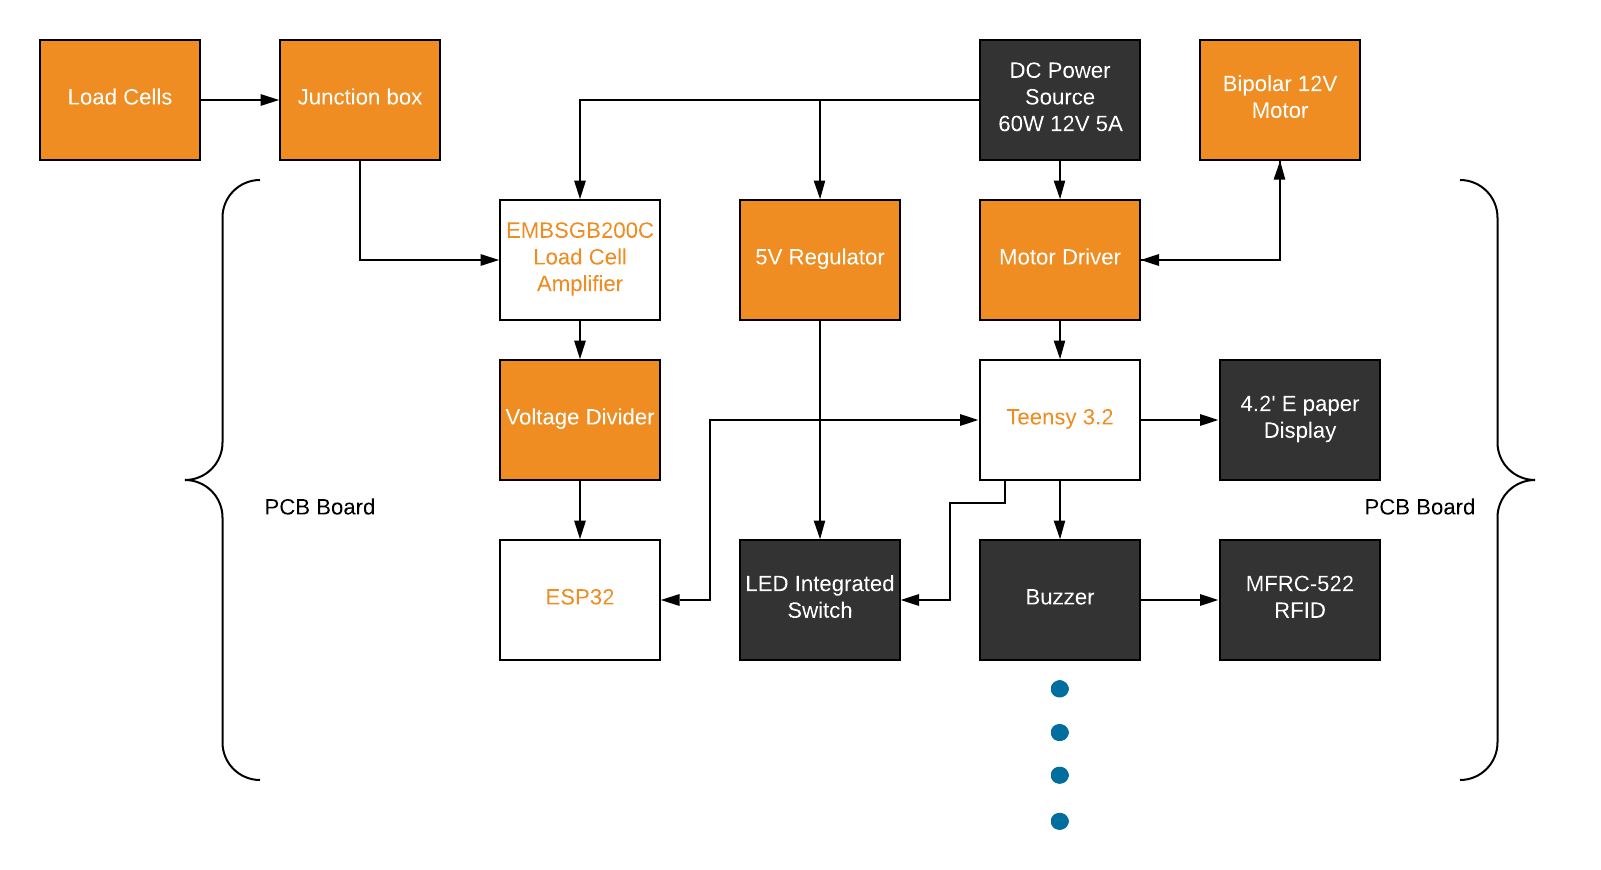 Load Cells
Junction box
DC Power
Source
60W 12V 5A
Bipolar 12V
Motor
EMBSGB200C
Load Cell
Amplifier
5V Regulator
Motor Driver
Voltage Divider
Teensy 3.2
4.2' E paper
Display
PCB Board
PCB Board
ESP32
LED Integrated
Switch
Buzzer
MFRC-522
RFID